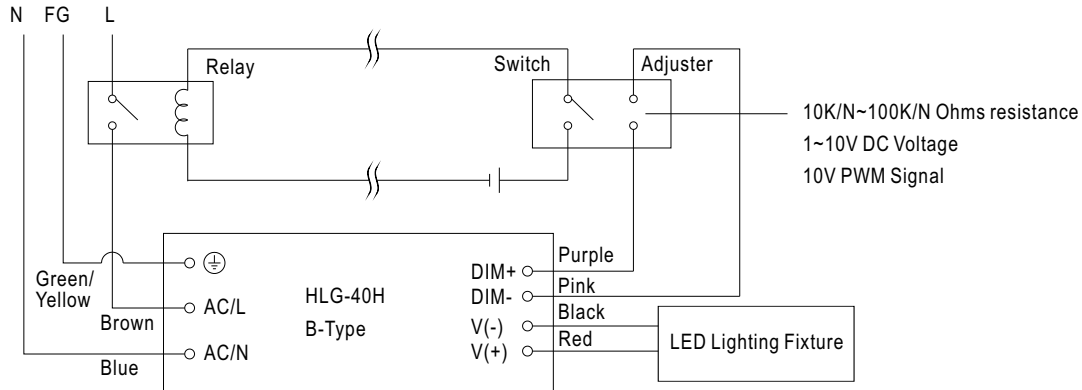 N FG L
Relay
Switch
Adjuster
10K/N~100K/N Ohms resistance
1~10V DC Voltage
10V PWM Signal
Green/
Yellow
Brown
Blue
AC/L
AC/N
HLG-40H
B-Type
DIM+
DIM-
V(-)
V(+)
Purple
Pink
Black
Red
LED Lighting Fixture